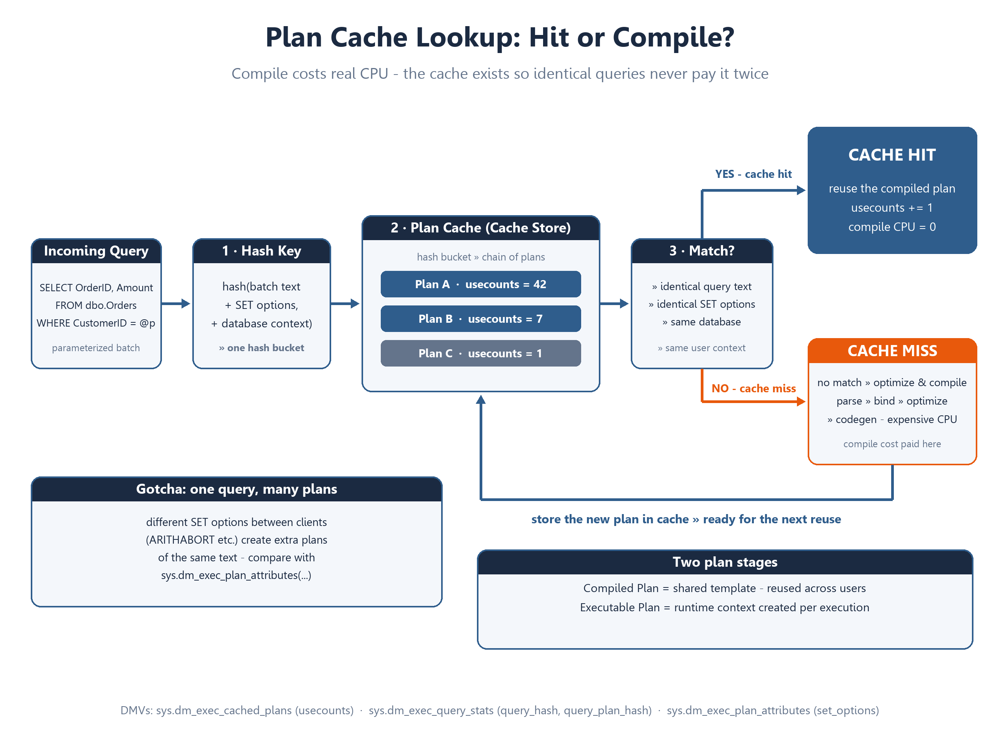 Plan Cache Lookup: Hit or Compile?
Compile costs real CPU - the cache exists so identical queries never pay it twice
Incoming Query
SELECT OrderID, Amount
FROM dbo.Orders
WHERE CustomerID = @p
parameterized batch
1 · Hash Key
hash(batch text
+ SET options,
+ database context)
» one hash bucket
2 · Plan Cache (Cache Store)
hash bucket » chain of plans
Plan A · usecounts = 42
Plan B · usecounts = 7
Plan C · usecounts = 1
3 · Match?
» identical query text
» identical SET options
» same database
» same user context
YES - cache hit
CACHE HIT
reuse the compiled plan
usecounts += 1
compile CPU = 0
NO - cache miss
CACHE MISS
no match » optimize & compile
parse » bind » optimize
» codegen - expensive CPU
compile cost paid here
store the new plan in cache » ready for the next reuse
Gotcha: one query, many plans
different SET options between clients
(ARITHABORT etc.) create extra plans
of the same text - compare with
sys.dm_exec_plan_attributes(...)
Two plan stages
Compiled Plan = shared template - reused across users
Executable Plan = runtime context created per execution
DMVs: sys.dm_exec_cached_plans (usecounts) · sys.dm_exec_query_stats (query_hash, query_plan_hash) · sys.dm_exec_plan_attributes (set_options)